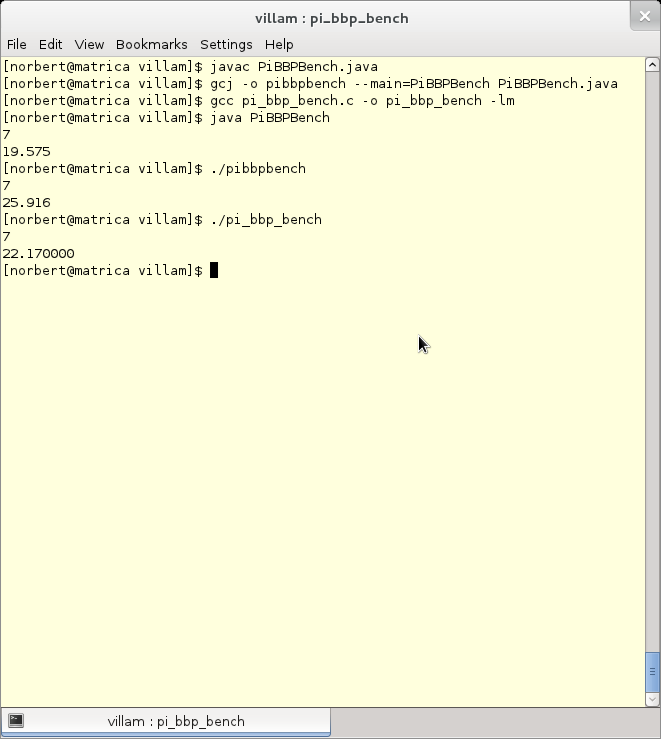 villam : pi_bbp_bench
File Edit View Bookmarks Settings Help
[norbert@matrica villam]$ javac PiBBPBench.java
[norbert@matrica villam]$ gcj -o pibbpbench --main=PiBBPBench PiBBPBench.java
[norbert@matrica villam]$ gcc pi_bbp_bench.c -o pi_bbp_bench -lm
[norbert@matrica villam]$ java PiBBPBench
7
19.575
[norbert@matrica villam]$ ./pibbpbench
7
25.916
[norbert@matrica villam]$ ./pi_bbp_bench
7
22.170000
[norbert@matrica villam]$
villam : pi_bbp_bench